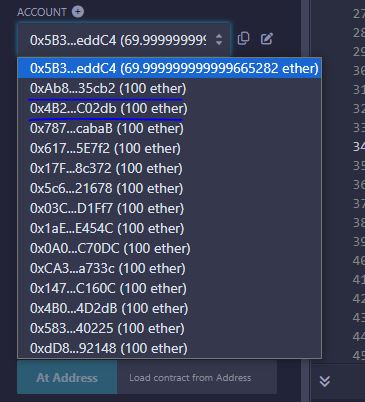 ACCOUNT
0x5B3...eddC4 (69.999999999
0x5B3...eddC4 (69.999999999999665282 ether)
0xAb8...35cb2 (100 ether)
0x4B2...C02db (100 ether)
0x787...cabaB (100 ether)
0x617...5E7f2 (100 ether)
0x17F...8c372 (100 ether)
0x5c6...21678 (100 ether)
0x03C...D1Ff7 (100 ether)
0x1aE...E454C (100 ether)
0x0A0...C70DC (100 ether)
0xCA3...a733c (100 ether)
0x147...C160C (100 ether)
0x4B0...4D2dB (100 ether)
0x583...40225 (100 ether)
0xdD8...92148 (100 ether)
At Address
Load contract from Address
27
28
29
30
31
32
33
34
35
36
37
38
39
40
41
42
43
44
45